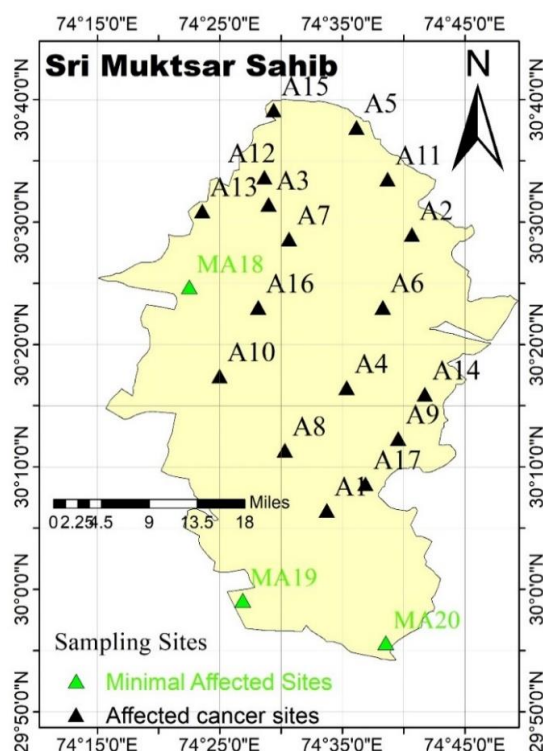 74°15'0"E 74°25'0"E 74°35'0"E 74°45'0"E
Sri Muktsar Sahib
N
30°40'0"N
30°30'0"N
30°20'0"N
30°10'0"N
30°0'0"N
29°50'0"N
A15
A5
A12
A11
A13
A3
A7
A2
MA18
A16
A6
A10
A4
A14
A9
A8
A17
A1
Miles
0 2.25 4.5 9 13.5 18
MA19
MA20
Sampling Sites
Minimal Affected Sites
Affected cancer sites
30°40'0"N
30°30'0"N
30°20'0"N
30°10'0"N
30°0'0"N
29°50'0"N
74°15'0"E 74°25'0"E 74°35'0"E 74°45'0"E